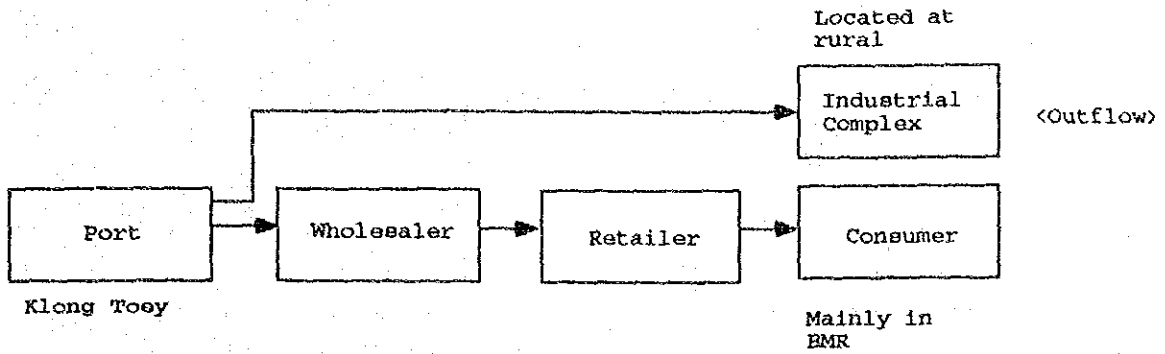 Located at
rural
Industrial
Complex
<Outflow>
Port
Wholesaler
Retailer
Consumer
Klong Toey
Mainly in
BMR